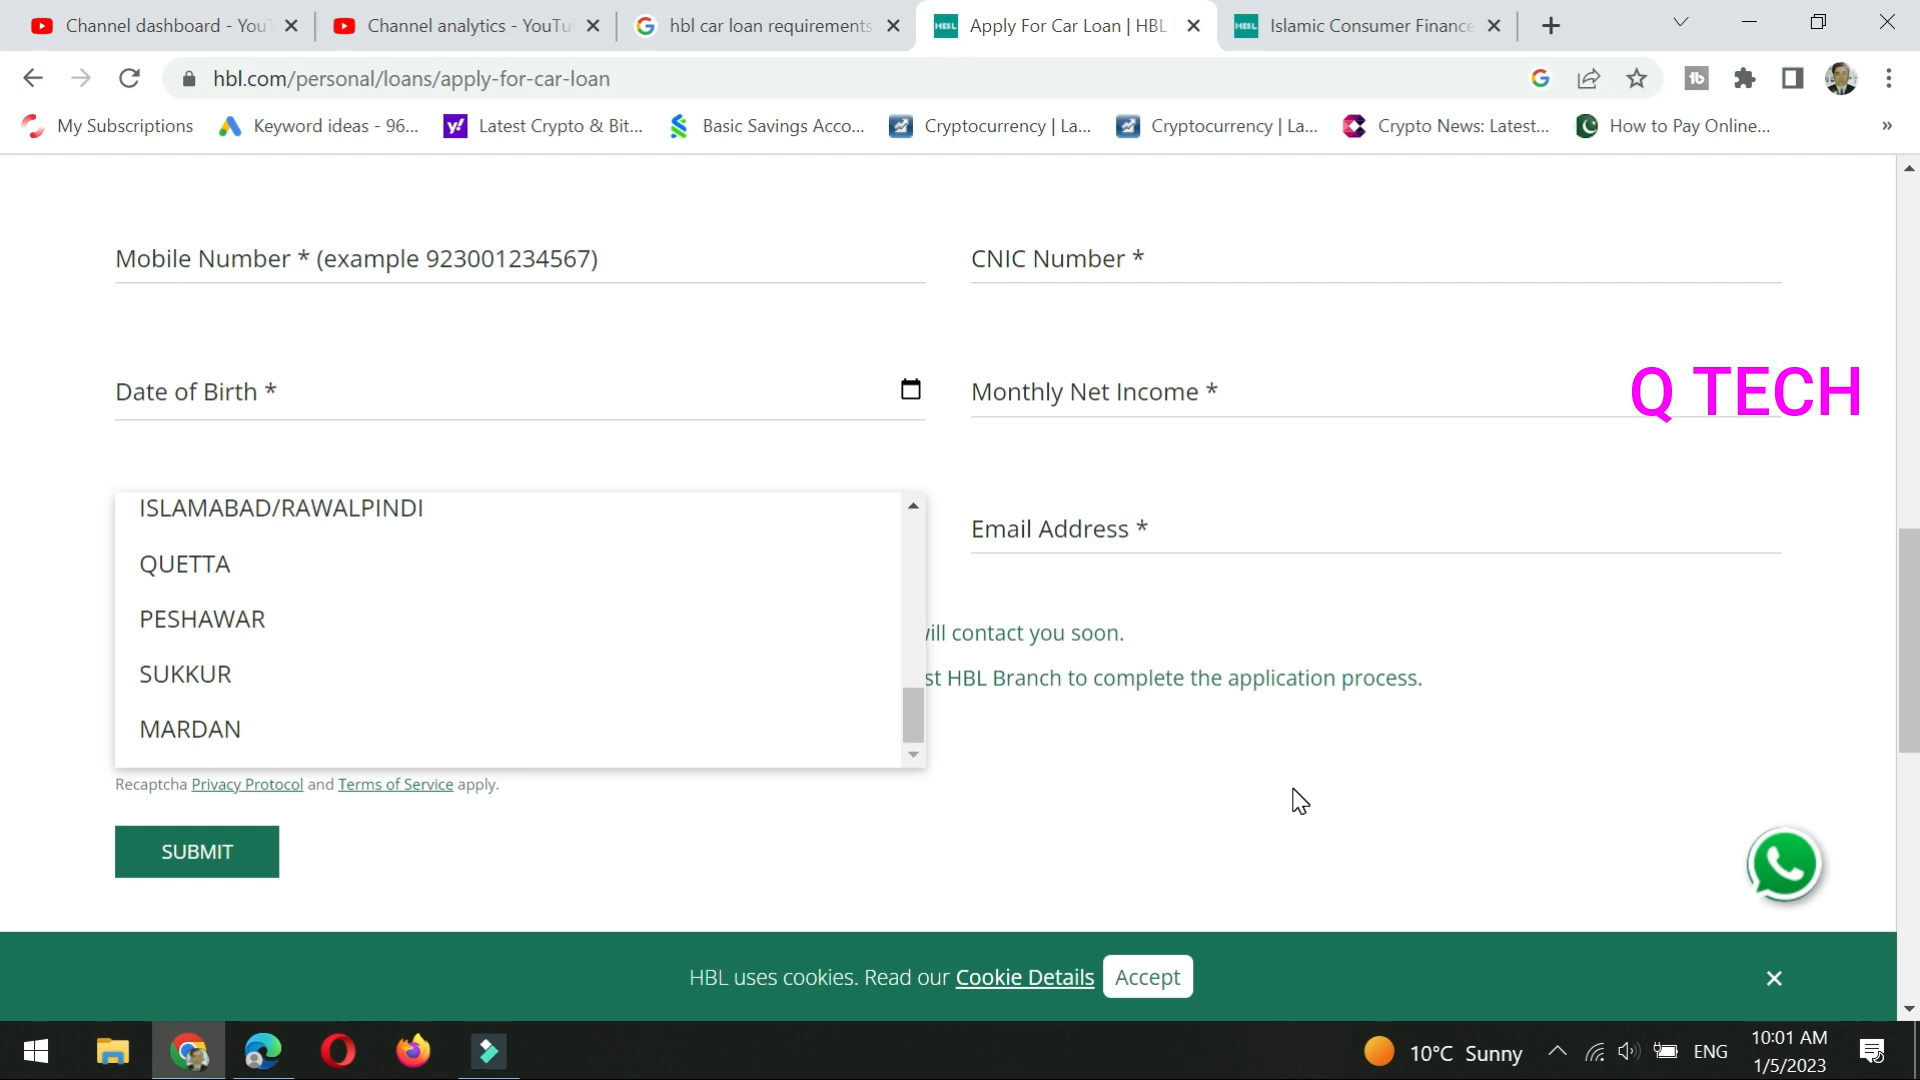 Channel dashboard - You
Channel analytics - YouTu
hbl car loan requirements
HBL Apply For Car Loan | HBL
HBL Islamic Consumer Finance
hbl.com/personal/loans/apply-for-car-loan
My Subscriptions
Keyword ideas - 96...
y! Latest Crypto & Bit...
Basic Savings Acco...
Cryptocurrency | La...
Cryptocurrency | La...
Crypto News: Latest...
How to Pay Online...
Mobile Number * (example 923001234567)
CNIC Number *
Date of Birth *
Monthly Net Income *
Q TECH
ISLAMABAD/RAWALPINDI
QUETTA
PESHAWAR
SUKKUR
MARDAN
Email Address *
will contact you soon.
st HBL Branch to complete the application process.
Recaptcha Privacy Protocol and Terms of Service apply.
SUBMIT
HBL uses cookies. Read our Cookie Details Accept
10°C Sunny
ENG
10:01 AM
1/5/2023